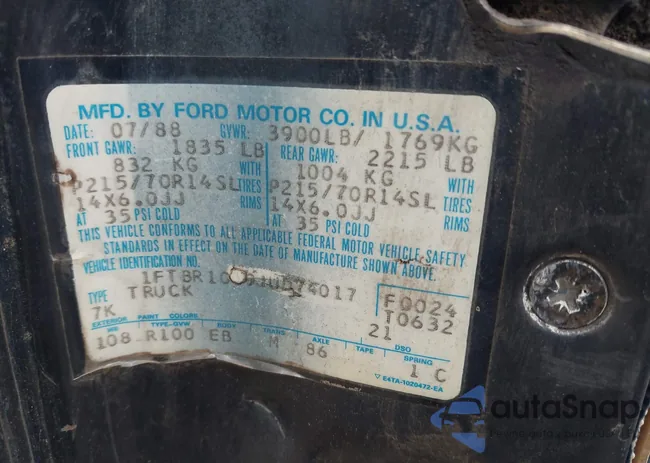 MFD. BY FORD MOTOR CO. IN U.S.A.
DATE: 07/88 GVWR: 3900LB/ 1769KG
FRONT GAWR: 1835 LB REAR GAWR: 2215 LB
832 KG WITH 1004 KG WITH
P215/70R14SL TIRES P215/70R14SL TIRES
14X6.0JJ RIMS 14X6.0JJ RIMS
AT 35 PSI COLD AT 35 PSI COLD
THIS VEHICLE CONFORMS TO ALL APPLICABLE FEDERAL MOTOR VEHICLE SAFETY
STANDARDS IN EFFECT ON THE DATE OF MANUFACTURE SHOWN ABOVE.
VEHICLE IDENTIFICATION NO.
F0024
TYPE TRUCK T0632
7K 21
EXTERIOR PAINT COLORS DSO
WB TYPE-GVW BODY TRANS AXLE TAPE SPRING
108 R100 EB M 86 1 C
▽ E4TA-1020472-EA
autoSnap